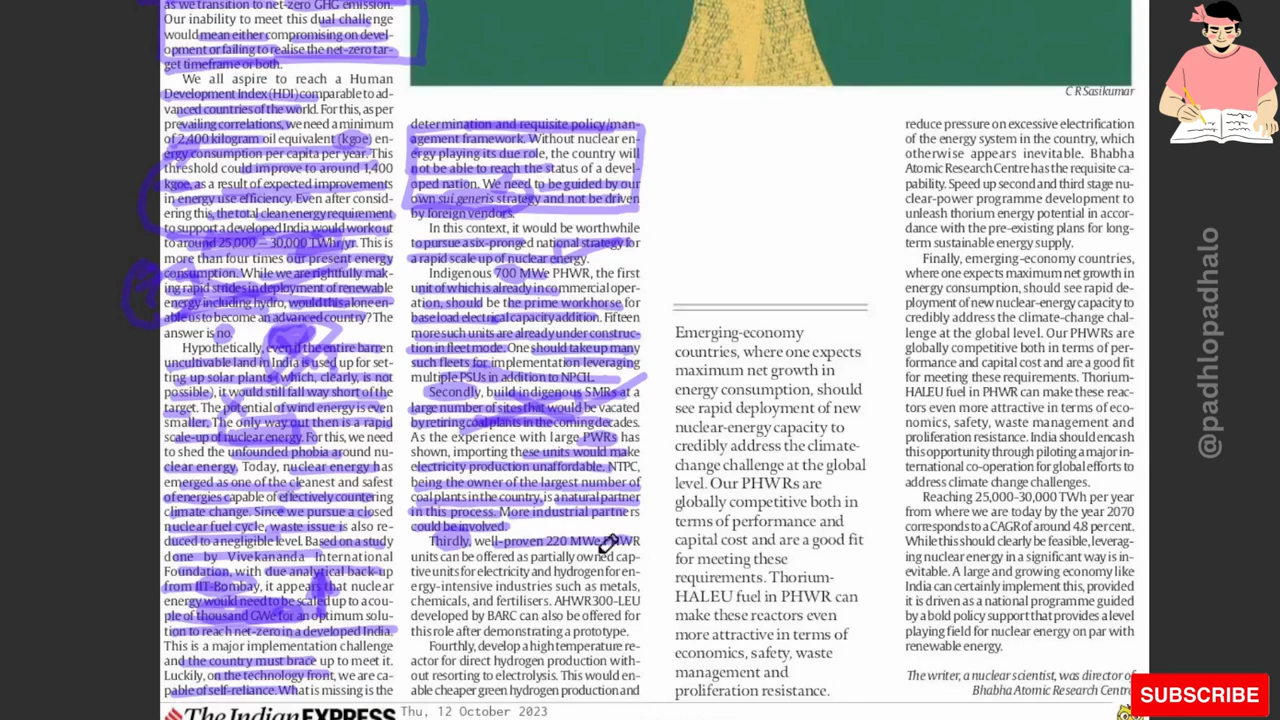 as we transition to net-zero GHG emission.
Our inability to meet this dual challenge
would mean either compromising on devel-
opment or failing to realise the net-zero tar-
get timeframe or both.
We all aspire to reach a Human
Development Index (HDI) comparable to ad-
vanced countries of the world. For this, as per
prevailing correlations, we need a minimum
of 2,400 kilogram oil equivalent (kgoe) en-
ergy consumption per capita per year. This
threshold could improve to around 1,400
kgoe, as a result of expected improvements
in energy use efficiency. Even after consid-
ering this, the total clean energy requirement
to support a developed India would workout
to around 25,000 – 30,000 TWhr/yr. This is
more than four times our present energy
consumption. While we are rightfully mak-
ing rapid strides in deployment of renewable
energy including hydro, would this alone en-
able us to become an advanced country? The
answer is no.
Hypothetically, even if the entire barren
uncultivable land in India is used up for set-
ting up solar plants (which, clearly, is not
possible), it would still fall way short of the
target. The potential of wind energy is even
smaller. The only way out then is a rapid
scale-up of nuclear energy. For this, we need
to shed the unfounded phobia around nu-
clear energy. Today, nuclear energy has
emerged as one of the cleanest and safest
of energies capable of effectively countering
climate change. Since we pursue a closed
nuclear fuel cycle, waste issue is also re-
duced to a negligible level. Based on a study
done by Vivekananda International
Foundation, with due analytical back-up
from IIT-Bombay, it appears that nuclear
energy would need to be scaled up to a cou-
ple of thousand GWe for an optimum solu-
tion to reach net-zero in a developed India.
This is a major implementation challenge
and the country must brace up to meet it.
Luckily, on the technology front, we are ca-
pable of self-reliance. What is missing is the
determination and requisite policy/man-
agement framework. Without nuclear en-
ergy playing its due role, the country will
not be able to reach the status of a devel-
oped nation. We need to be guided by our
own sui generis strategy and not be driven
by foreign vendors.
In this context, it would be worthwhile
to pursue a six-pronged national strategy for
a rapid scale up of nuclear energy.
Indigenous 700 MWe PHWR, the first
unit of which is already in commercial oper-
ation, should be the prime workhorse for
base load electrical capacity addition. Fifteen
more such units are already under construc-
tion in fleet mode. One should take up many
such fleets for implementation leveraging
multiple PSUs in addition to NPCIL.
Secondly, build indigenous SMRs at a
large number of sites that would be vacated
by retiring coal plants in the coming decades.
As the experience with large PWRs has
shown, importing these units would make
electricity production unaffordable. NTPC,
being the owner of the largest number of
coal plants in the country, is a natural partner
in this process. More industrial partners
could be involved.
Thirdly, well-proven 220 MWe PHWR
units can be offered as partially owned cap-
tive units for electricity and hydrogen for en-
ergy-intensive industries such as metals,
chemicals, and fertilisers. AHWR300-LEU
developed by BARC can also be offered for
this role after demonstrating a prototype.
Fourthly, develop a high temperature re-
actor for direct hydrogen production with-
out resorting to electrolysis. This would en-
able cheaper green hydrogen production and
C R Sasikumar
Emerging-economy
countries, where one expects
maximum net growth in
energy consumption, should
see rapid deployment of new
nuclear-energy capacity to
credibly address the climate-
change challenge at the global
level. Our PHWRs are
globally competitive both in
terms of performance and
capital cost and are a good fit
for meeting these
requirements. Thorium-
HALEU fuel in PHWR can
make these reactors even
more attractive in terms of
economics, safety, waste
management and
proliferation resistance.
reduce pressure on excessive electrification
of the energy system in the country, which
otherwise appears inevitable. Bhabha
Atomic Research Centre has the requisite ca-
pability. Speed up second and third stage nu-
clear-power programme development to
unleash thorium energy potential in accor-
dance with the pre-existing plans for long-
term sustainable energy supply.
Finally, emerging-economy countries,
where one expects maximum net growth in
energy consumption, should see rapid de-
ployment of new nuclear-energy capacity to
credibly address the climate-change chal-
lenge at the global level. Our PHWRs are
globally competitive both in terms of per-
formance and capital cost and are a good fit
for meeting these requirements. Thorium-
HALEU fuel in PHWR can make these reac-
tors even more attractive in terms of eco-
nomics, safety, waste management and
proliferation resistance. India should encash
this opportunity through piloting a major in-
ternational co-operation for global efforts to
address climate change challenges.
Reaching 25,000-30,000 TWh per year
from where we are today by the year 2070
corresponds to a CAGR of around 4.8 percent.
While this should clearly be feasible, leverag-
ing nuclear energy in a significant way is in-
evitable. A large and growing economy like
India can certainly implement this, provided
it is driven as a national programme guided
by a bold policy support that provides a level
playing field for nuclear energy on par with
renewable energy.
The writer, a nuclear scientist, was director of
Bhabha Atomic Research Centre
The Indian EXPRESS
Thu, 12 October 2023
@padhlopadhalo
SUBSCRIBE